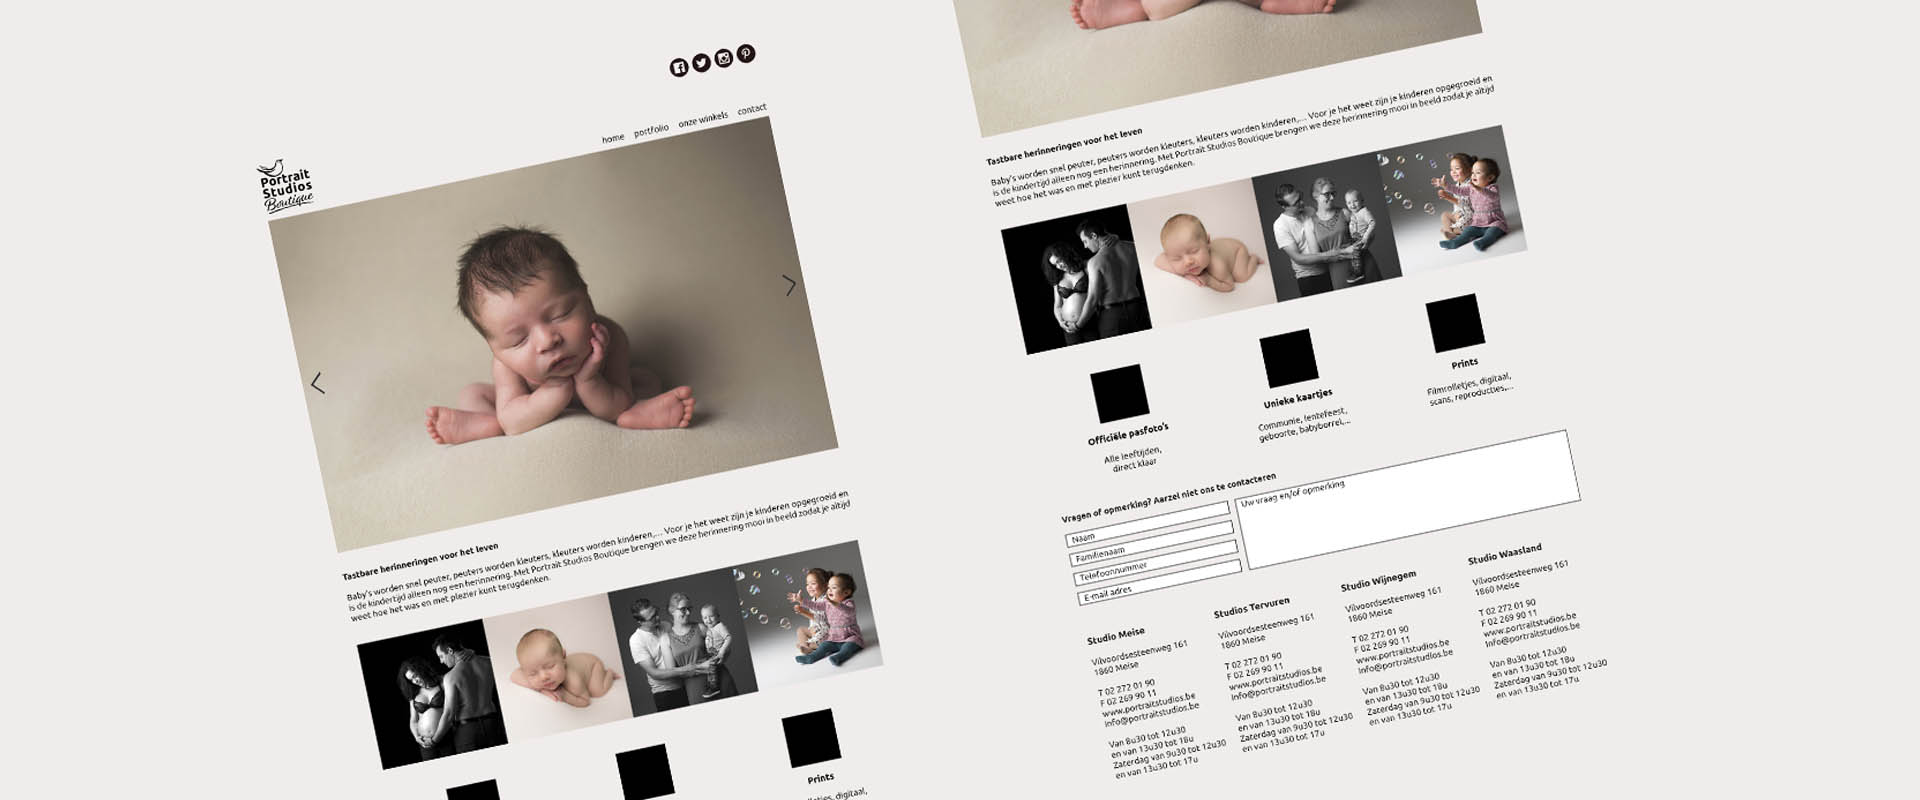 home portfolio onze winkels contact
Portrait
Studios
Boutique
Tastbare herinneringen voor het leven
Baby's worden snel peuter, peuters worden kleuters, kleuters worden kinderen,... Voor je het weet zijn je kinderen opgegroeid en
is de kindertijd alleen nog een herinnering. Met Portrait Studios Boutique brengen we deze herinnering mooi in beeld zodat je altijd
weet hoe het was en met plezier kunt terugdenken.
Prints
digitaal,
Tastbare herinneringen voor het leven
Baby's worden snel peuter, peuters worden kleuters, kleuters worden kinderen,... Voor je het weet zijn je kinderen opgegroeid en
is de kindertijd alleen nog een herinnering. Met Portrait Studios Boutique brengen we deze herinnering mooi in beeld zodat je altijd
weet hoe het was en met plezier kunt terugdenken.
Officiële pasfoto's
Alle leeftijden,
direct klaar
Unieke kaartjes
Communie, lentefeest,
geboorte, babyborrel,...
Prints
Filmrolletjes, digitaal,
scans, reproducties,...
Vragen of opmerking? Aarzel niet ons te contacteren
Naam
Familienaam
Telefoonnummer
E-mail adres
Uw vraag en/of opmerking
Studio Meise
Vilvoordsesteenweg 161
1860 Meise
T 02 272 01 90
F 02 269 90 11
www.portraitstudios.be
info@portraitstudios.be
Van 8u30 tot 12u30
en van 13u30 tot 18u
Zaterdag van 9u30 tot 12u30
en van 13u30 tot 17u
Studios Tervuren
Vilvoordsesteenweg 161
1860 Meise
T 02 272 01 90
F 02 269 90 11
www.portraitstudios.be
info@portraitstudios.be
Van 8u30 tot 12u30
en van 13u30 tot 18u
Zaterdag van 9u30 tot 12u30
en van 13u30 tot 17u
Studio Wijnegem
Vilvoordsesteenweg 161
1860 Meise
T 02 272 01 90
F 02 269 90 11
www.portraitstudios.be
info@portraitstudios.be
Van 8u30 tot 12u30
en van 13u30 tot 18u
Zaterdag van 9u30 tot 12u30
en van 13u30 tot 17u
Studio Waasland
Vilvoordsesteenweg 161
1860 Meise
T 02 272 01 90
F 02 269 90 11
www.portraitstudios.be
info@portraitstudios.be
Van 8u30 tot 12u30
en van 13u30 tot 18u
Zaterdag van 9u30 tot 12u30
en van 13u30 tot 17u